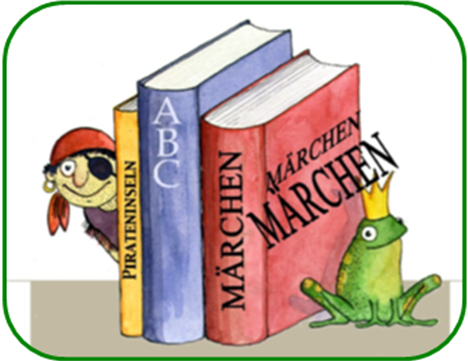 PIRATENINSELN
ABC
MÄRCHEN
MÄRCHEN
MÄRCHEN